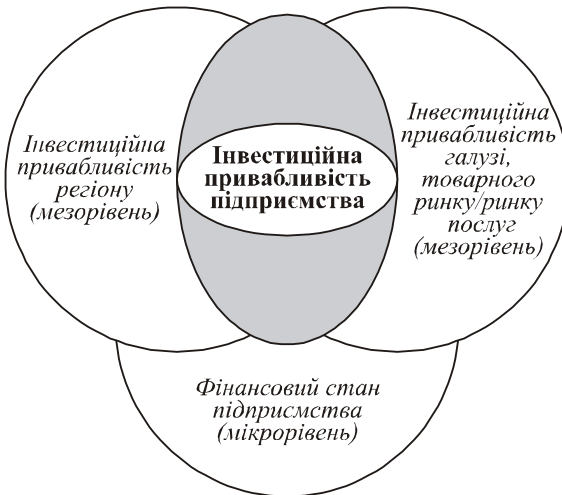 Інвестиційна
привабливість
регіону
(мезорівень)
Інвестиційна
привабливість
підприємства
Інвестиційна
привабливість
галузі,
товарного
ринку/ринку
послуг
(мезорівень)
Фінансовий стан
підприємства
(мікрорівень)